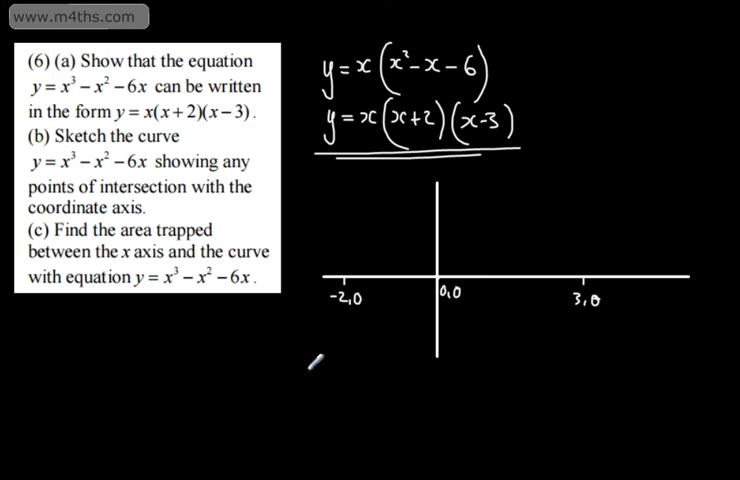 www.m4ths.com
(6) (a) Show that the equation
y = x³ − x² − 6x can be written
in the form y = x(x + 2)(x − 3).
(b) Sketch the curve
y = x³ − x² − 6x showing any
points of intersection with the
coordinate axis.
(c) Find the area trapped
between the x axis and the curve
with equation y = x³ − x² − 6x.
y = x(x² − x − 6)
y = x(x+2)(x-3)
-2,0 0,0 3,0